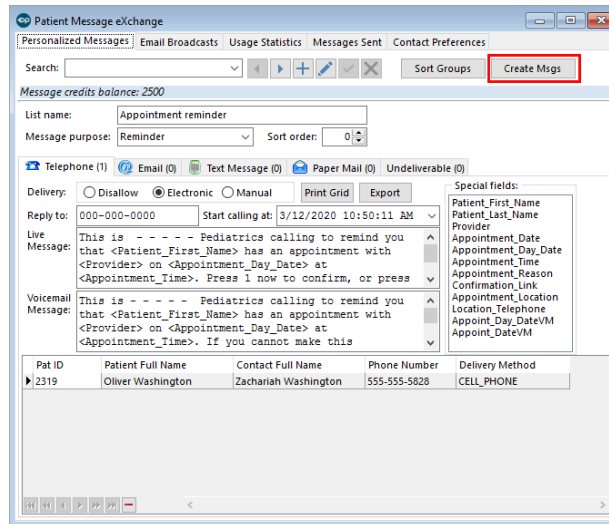 Patient Message eXchange
Personalized Messages Email Broadcasts Usage Statistics Messages Sent Contact Preferences
Search: Sort Groups Create Msgs
Message credits balance: 2500
List name: Appointment reminder
Message purpose: Reminder Sort order: 0
Telephone (1) Email (0) Text Message (0) Paper Mail (0) Undeliverable (0)
Delivery: Disallow Electronic Manual Print Grid Export
Reply to: 000-000-0000 Start calling at: 3/12/2020 10:50:11 AM
Live Message:
This is - - - - - Pediatrics calling to remind you
that <Patient_First_Name> has an appointment with
<Provider> on <Appointment_Day_Date> at
<Appointment_Time>. Press 1 now to confirm, or press
Voicemail Message:
This is - - - - - Pediatrics calling to remind you
that <Patient_First_Name> has an appointment with
<Provider> on <Appointment_Day_Date> at
<Appointment_Time>. If you cannot make this
Special fields:
Patient_First_Name
Patient_Last_Name
Provider
Appointment_Date
Appointment_Day_Date
Appointment_Time
Appointment_Reason
Confirmation_Link
Appointment_Location
Location_Telephone
Appoint_Day_DateVM
Appoint_DateVM
Pat ID Patient Full Name Contact Full Name Phone Number Delivery Method
2319 Oliver Washington Zachariah Washington 555-555-5828 CELL_PHONE